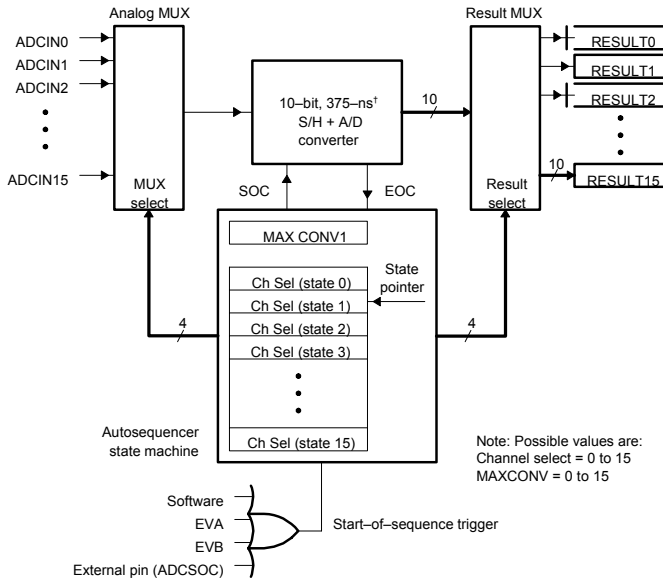 Analog MUX
Result MUX
ADCIN0
ADCIN1
ADCIN2
ADCIN15
MUX
select
10–bit, 375–ns†
S/H + A/D
converter
10
RESULT0
RESULT1
RESULT2
10
RESULT15
Result
select
SOC
EOC
MAX CONV1
State
pointer
Ch Sel (state 0)
Ch Sel (state 1)
Ch Sel (state 2)
Ch Sel (state 3)
Ch Sel (state 15)
4
4
Autosequencer
state machine
Note: Possible values are:
Channel select = 0 to 15
MAXCONV = 0 to 15
Software
EVA
EVB
External pin (ADCSOC)
Start–of–sequence trigger